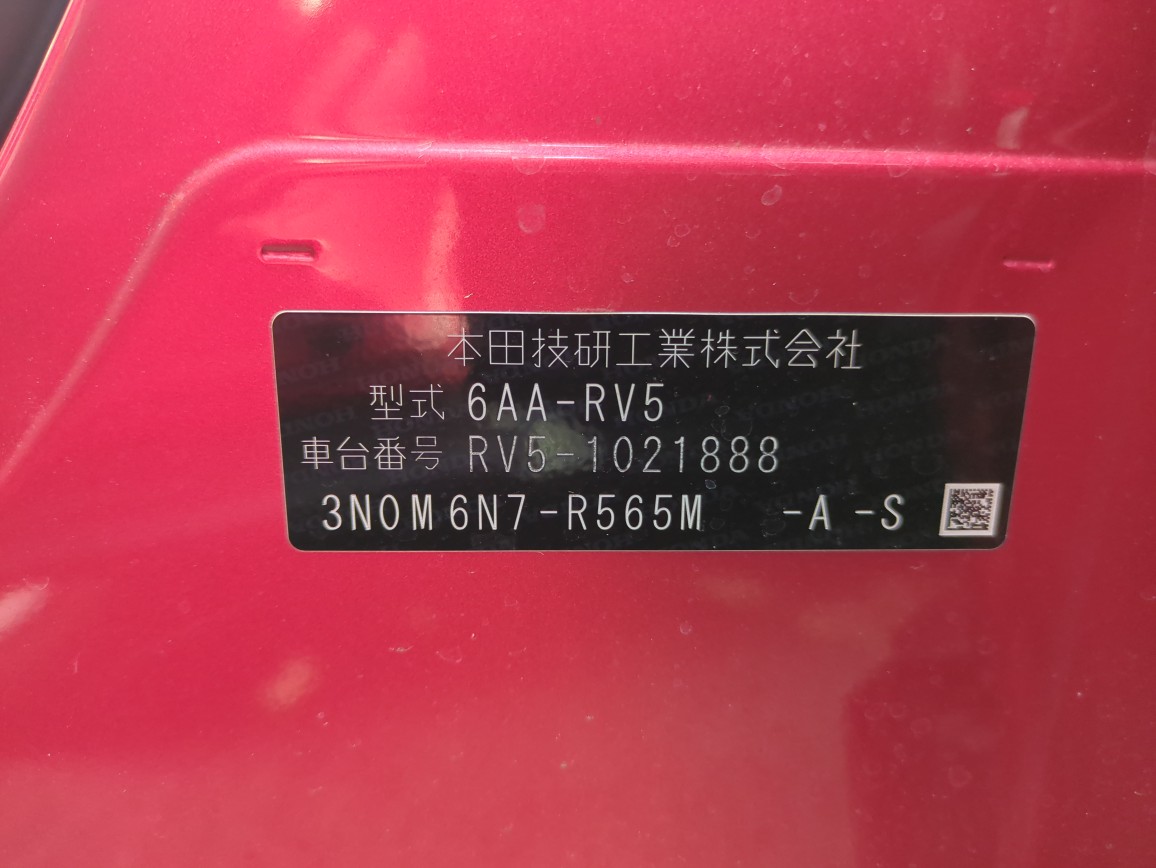 本田技研工業株式会社
型式 6AA-RV5
車台番号 RV5-1021888
3N0M6N7-R565M -A -S